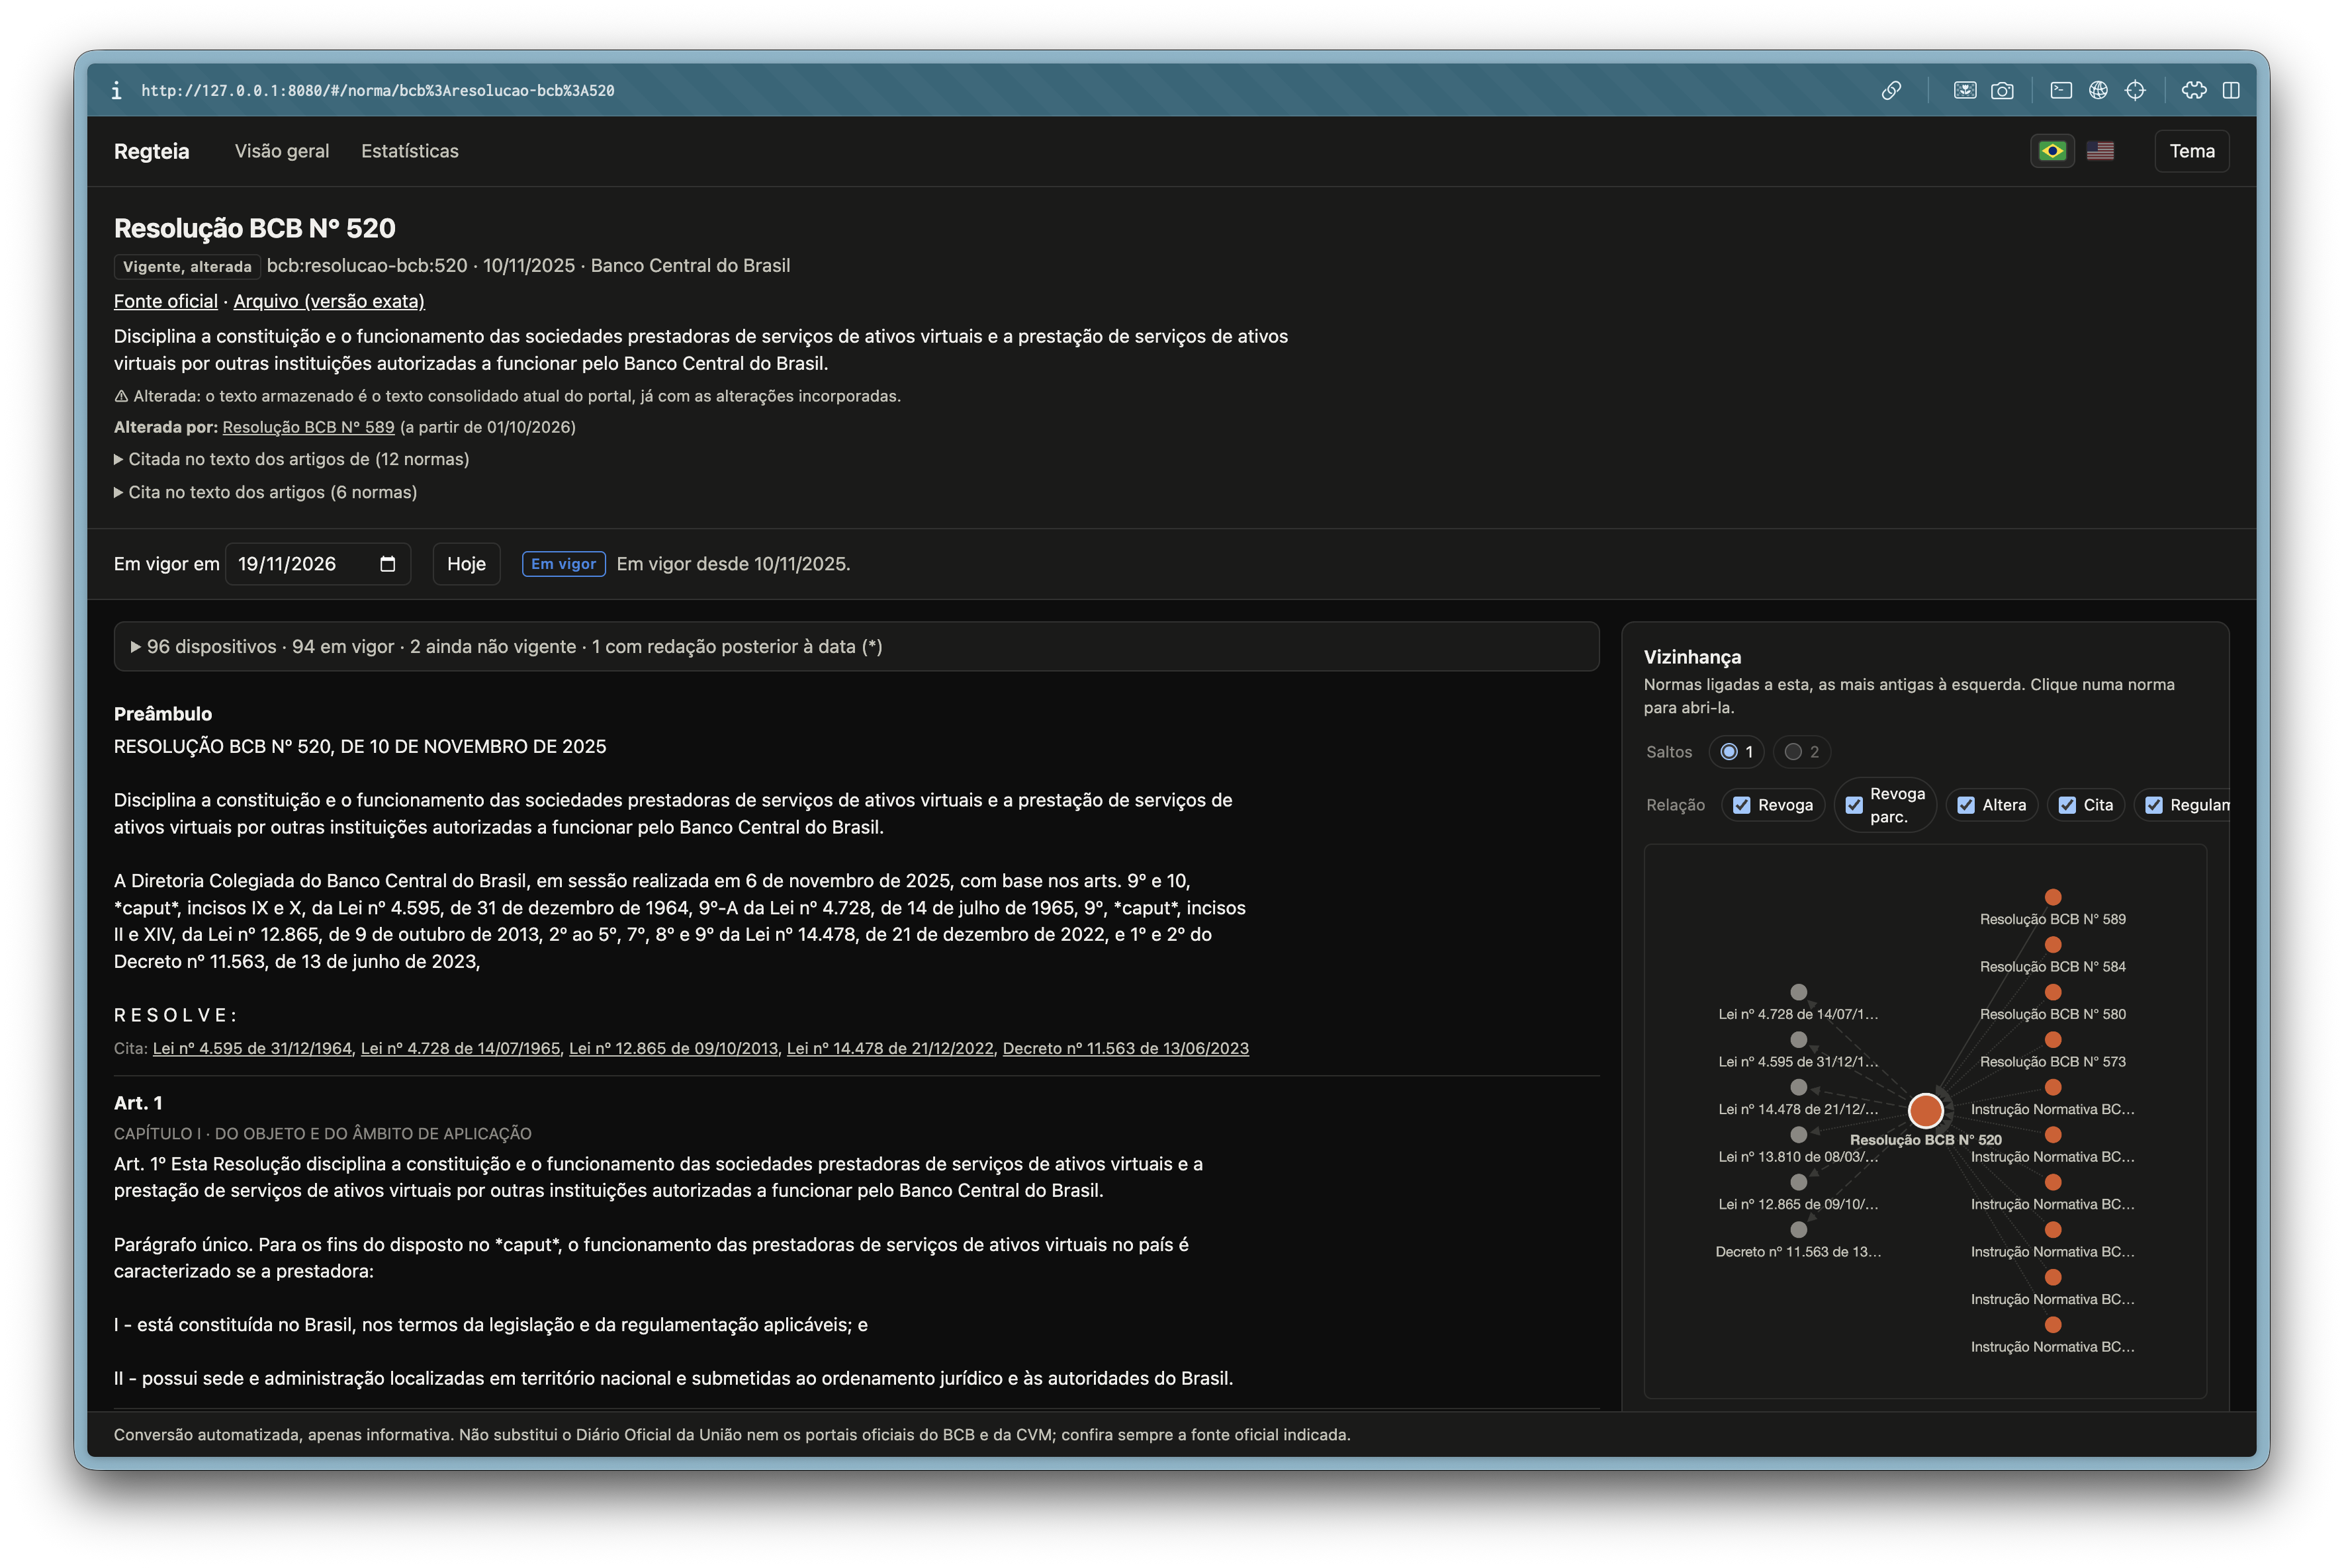 i http://127.0.0.1:8080/#/norma/bcb%3Aresolucao-bcb%3A520
Regteia Visão geral Estatísticas Tema
Resolução BCB N° 520
Vigente, alterada bcb:resolucao-bcb:520 · 10/11/2025 · Banco Central do Brasil
Fonte oficial · Arquivo (versão exata)
Disciplina a constituição e o funcionamento das sociedades prestadoras de serviços de ativos virtuais e a prestação de serviços de ativos
virtuais por outras instituições autorizadas a funcionar pelo Banco Central do Brasil.
⚠ Alterada: o texto armazenado é o texto consolidado atual do portal, já com as alterações incorporadas.
Alterada por: Resolução BCB N° 589 (a partir de 01/10/2026)
▶ Citada no texto dos artigos de (12 normas)
▶ Cita no texto dos artigos (6 normas)
Em vigor em 19/11/2026 Hoje Em vigor Em vigor desde 10/11/2025.
▶ 96 dispositivos · 94 em vigor · 2 ainda não vigente · 1 com redação posterior à data (*)
Preâmbulo
RESOLUÇÃO BCB Nº 520, DE 10 DE NOVEMBRO DE 2025
Disciplina a constituição e o funcionamento das sociedades prestadoras de serviços de ativos virtuais e a prestação de serviços de
ativos virtuais por outras instituições autorizadas a funcionar pelo Banco Central do Brasil.
A Diretoria Colegiada do Banco Central do Brasil, em sessão realizada em 6 de novembro de 2025, com base nos arts. 9º e 10,
*caput*, incisos IX e X, da Lei nº 4.595, de 31 de dezembro de 1964, 9º-A da Lei nº 4.728, de 14 de julho de 1965, 9º, *caput*, incisos
II e XIV, da Lei nº 12.865, de 9 de outubro de 2013, 2º ao 5º, 7º, 8º e 9º da Lei nº 14.478, de 21 de dezembro de 2022, e 1º e 2º do
Decreto nº 11.563, de 13 de junho de 2023,
R E S O L V E :
Cita: Lei nº 4.595 de 31/12/1964, Lei nº 4.728 de 14/07/1965, Lei nº 12.865 de 09/10/2013, Lei nº 14.478 de 21/12/2022, Decreto nº 11.563 de 13/06/2023
Art. 1
CAPÍTULO I · DO OBJETO E DO ÂMBITO DE APLICAÇÃO
Art. 1º Esta Resolução disciplina a constituição e o funcionamento das sociedades prestadoras de serviços de ativos virtuais e a
prestação de serviços de ativos virtuais por outras instituições autorizadas a funcionar pelo Banco Central do Brasil.
Parágrafo único. Para os fins do disposto no *caput*, o funcionamento das prestadoras de serviços de ativos virtuais no país é
caracterizado se a prestadora:
I - está constituída no Brasil, nos termos da legislação e da regulamentação aplicáveis; e
II - possui sede e administração localizadas em território nacional e submetidas ao ordenamento jurídico e às autoridades do Brasil.
Vizinhança
Normas ligadas a esta, as mais antigas à esquerda. Clique numa norma
para abri-la.
Saltos 1 2
Relação Revoga Revoga parc. Altera Cita Regulam
Resolução BCB N° 589
Resolução BCB N° 584
Resolução BCB N° 580
Resolução BCB N° 573
Lei nº 4.728 de 14/07/1…
Lei nº 4.595 de 31/12/1…
Lei nº 14.478 de 21/12/…
Lei nº 13.810 de 08/03/…
Lei nº 12.865 de 09/10/…
Decreto nº 11.563 de 13…
Resolução BCB N° 520
Instrução Normativa BC…
Instrução Normativa BC…
Instrução Normativa BC…
Instrução Normativa BC…
Instrução Normativa BC…
Instrução Normativa BC…
Conversão automatizada, apenas informativa. Não substitui o Diário Oficial da União nem os portais oficiais do BCB e da CVM; confira sempre a fonte oficial indicada.